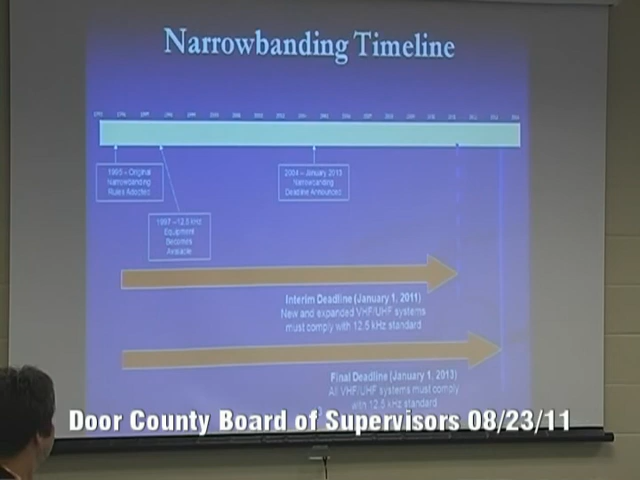 Narrowbanding Timeline
1995 – Original
Narrowbanding
Rules Adopted
2004 – January 2013
Narrowbanding
Deadline Announced
1997 – 12.5 kHz
Equipment
Becomes
Available
Interim Deadline (January 1, 2011)
New and expanded VHF/UHF systems
must comply with 12.5 kHz standard
Final Deadline (January 1, 2013)
All VHF/UHF systems must comply
with 12.5 kHz standard
Door County Board of Supervisors 08/23/11